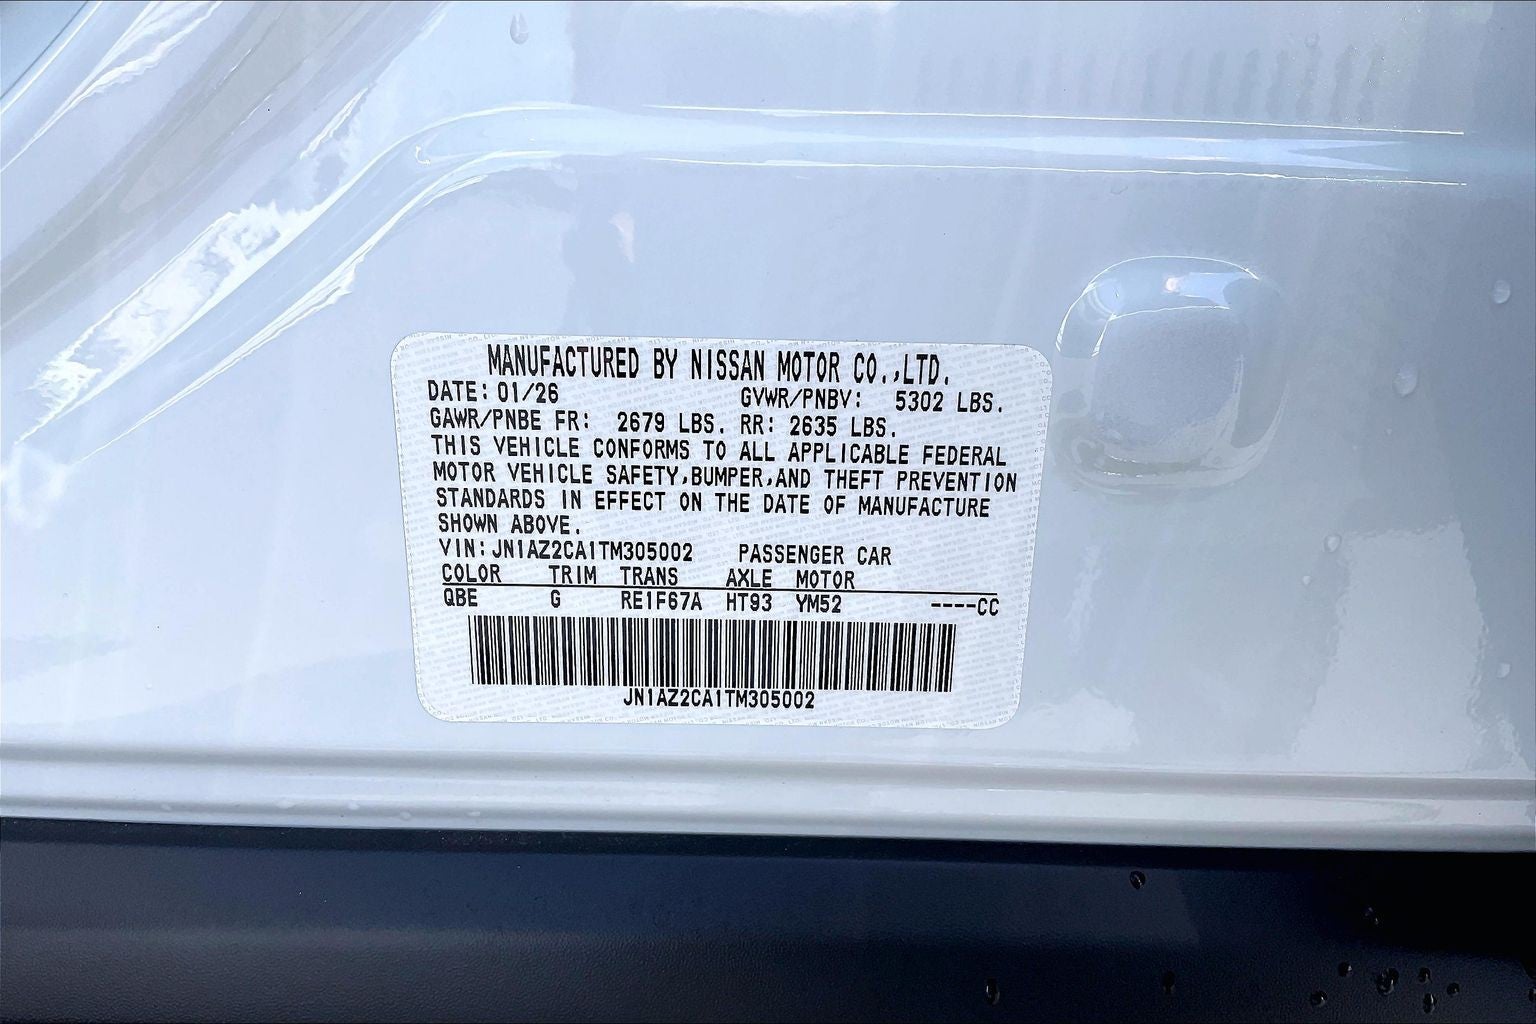 MANUFACTURED BY NISSAN MOTOR CO.,LTD.
DATE: 01/26 GVWR/PNBV: 5302 LBS.
GAWR/PNBE FR: 2679 LBS. RR: 2635 LBS.
THIS VEHICLE CONFORMS TO ALL APPLICABLE FEDERAL
MOTOR VEHICLE SAFETY,BUMPER,AND THEFT PREVENTION
STANDARDS IN EFFECT ON THE DATE OF MANUFACTURE
SHOWN ABOVE.
VIN: JN1AZ2CA1TM305002 PASSENGER CAR
COLOR TRIM TRANS AXLE MOTOR
QBE G RE1F67A HT93 YM52 ----CC
JN1AZ2CA1TM305002